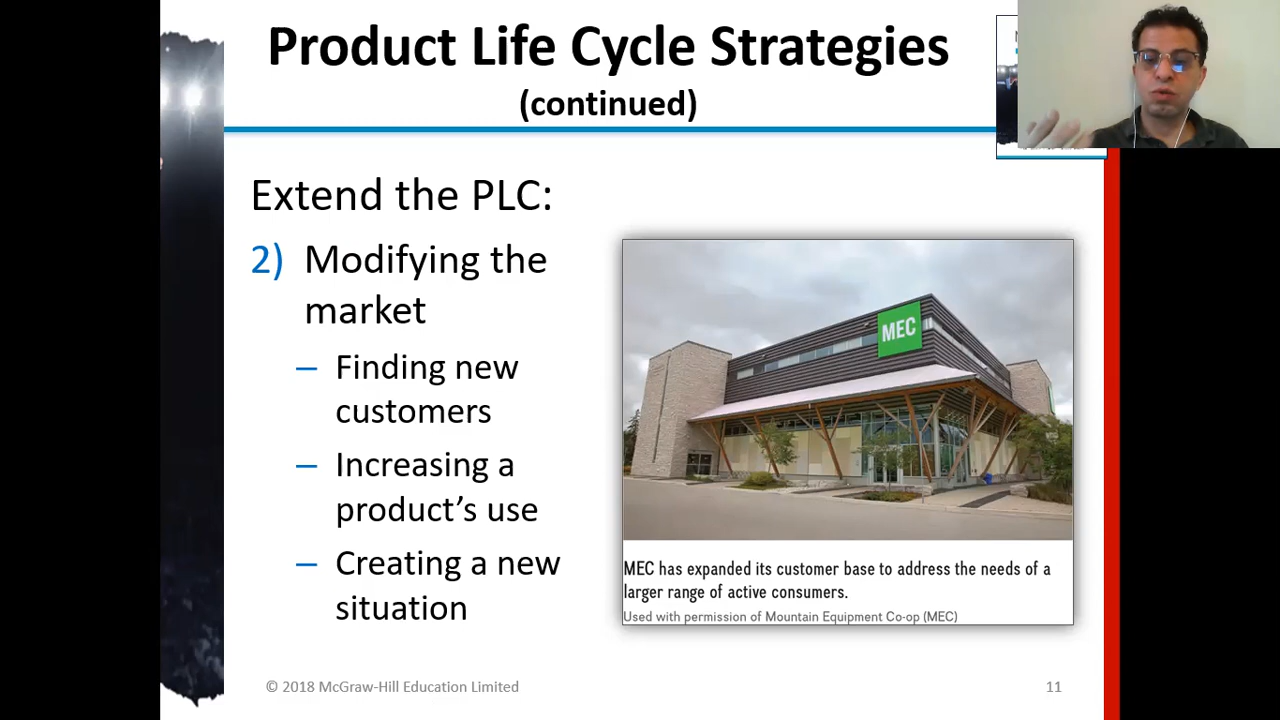 Product Life Cycle Strategies
(continued)
Extend the PLC:
2) Modifying the
market
– Finding new
customers
– Increasing a
product’s use
– Creating a new
situation
MEC
MEC has expanded its customer base to address the needs of a
larger range of active consumers.
Used with permission of Mountain Equipment Co-op (MEC)
© 2018 McGraw-Hill Education Limited
11